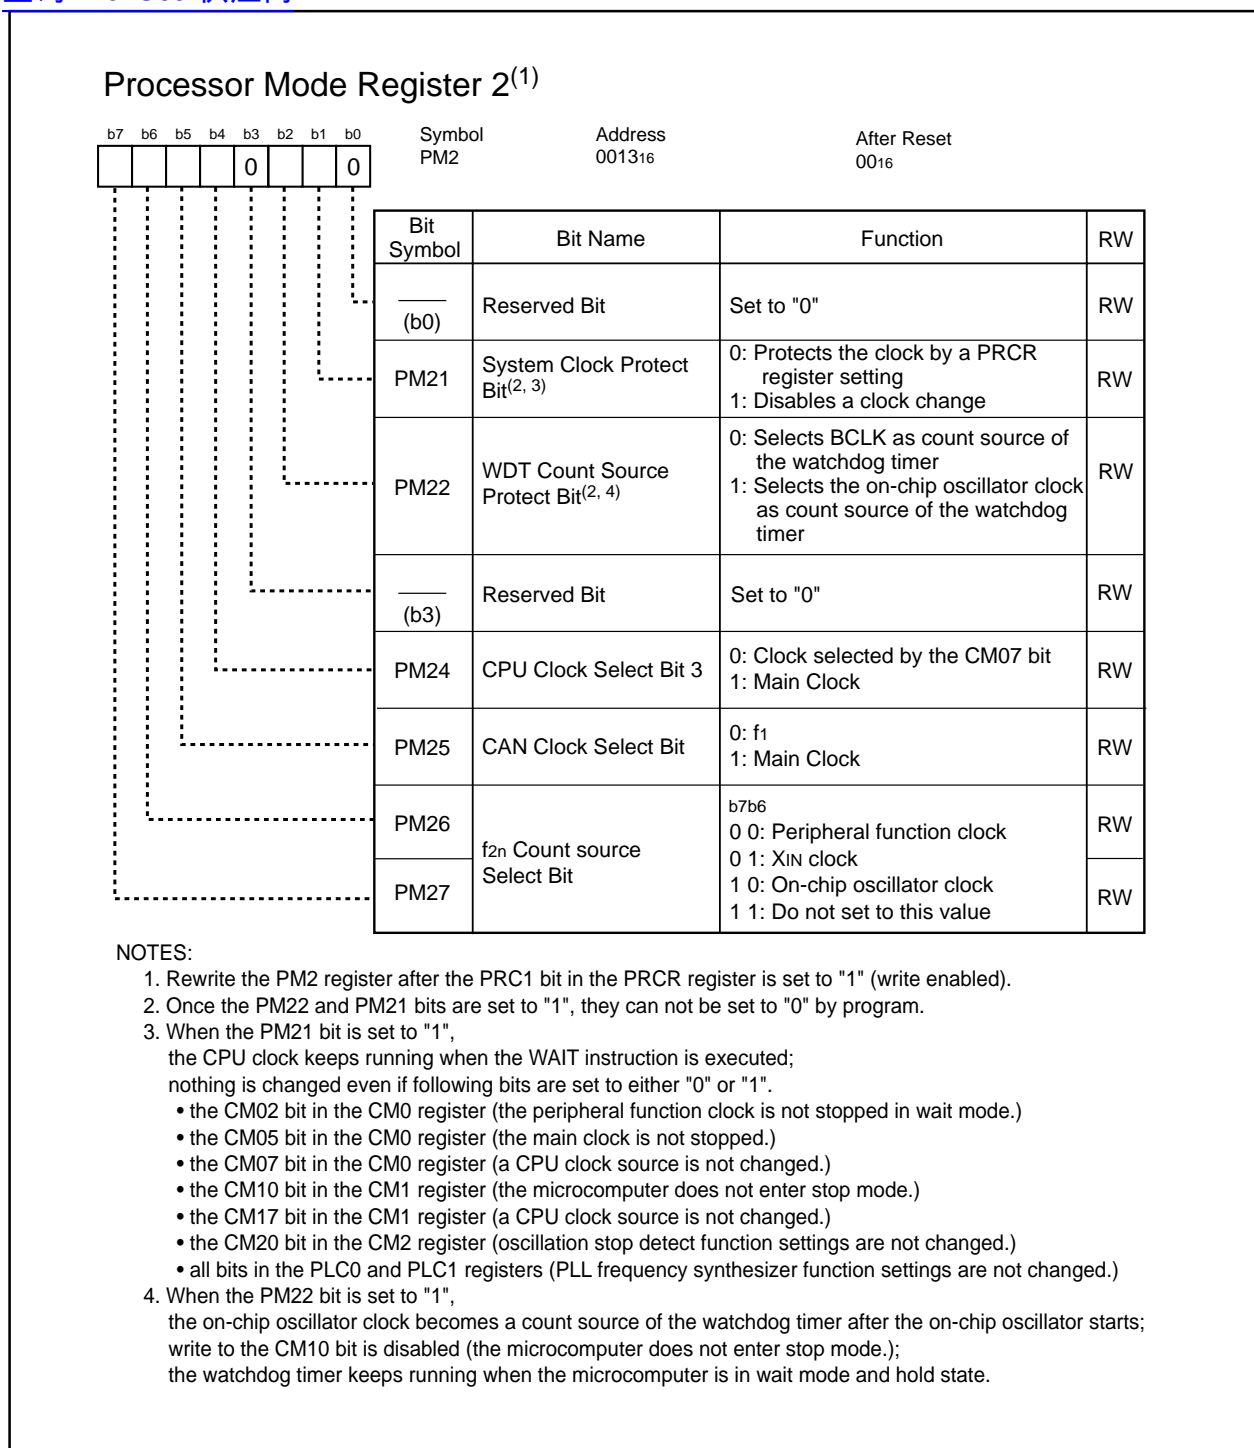 Processor Mode Register 2(1)
b7 b6 b5 b4 b3 b2 b1 b0
0 0
Symbol Address After Reset
PM2 001316 0016
Bit Symbol Bit Name Function RW
(b0) Reserved Bit Set to "0" RW
PM21 System Clock Protect Bit(2, 3) RW
0: Protects the clock by a PRCR
register setting
1: Disables a clock change
PM22 WDT Count Source Protect Bit(2, 4) RW
0: Selects BCLK as count source of
the watchdog timer
1: Selects the on-chip oscillator clock
as count source of the watchdog
timer
(b3) Reserved Bit Set to "0" RW
PM24 CPU Clock Select Bit 3 RW
0: Clock selected by the CM07 bit
1: Main Clock
PM25 CAN Clock Select Bit RW
0: f1
1: Main Clock
PM26 RW
PM27 RW
f2n Count source
Select Bit
b7b6
0 0: Peripheral function clock
0 1: XIN clock
1 0: On-chip oscillator clock
1 1: Do not set to this value
NOTES:
1. Rewrite the PM2 register after the PRC1 bit in the PRCR register is set to "1" (write enabled).
2. Once the PM22 and PM21 bits are set to "1", they can not be set to "0" by program.
3. When the PM21 bit is set to "1",
the CPU clock keeps running when the WAIT instruction is executed;
nothing is changed even if following bits are set to either "0" or "1".
• the CM02 bit in the CM0 register (the peripheral function clock is not stopped in wait mode.)
• the CM05 bit in the CM0 register (the main clock is not stopped.)
• the CM07 bit in the CM0 register (a CPU clock source is not changed.)
• the CM10 bit in the CM1 register (the microcomputer does not enter stop mode.)
• the CM17 bit in the CM1 register (a CPU clock source is not changed.)
• the CM20 bit in the CM2 register (oscillation stop detect function settings are not changed.)
• all bits in the PLC0 and PLC1 registers (PLL frequency synthesizer function settings are not changed.)
4. When the PM22 bit is set to "1",
the on-chip oscillator clock becomes a count source of the watchdog timer after the on-chip oscillator starts;
write to the CM10 bit is disabled (the microcomputer does not enter stop mode.);
the watchdog timer keeps running when the microcomputer is in wait mode and hold state.